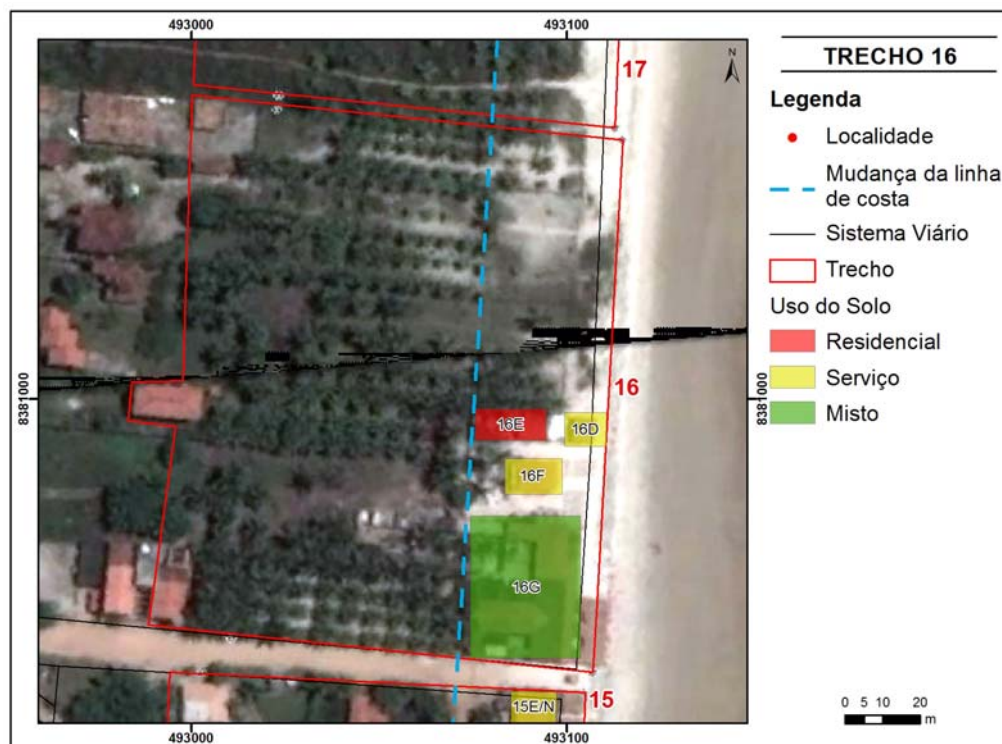 493000
493100
17
8381000
8381000
16
16E
16D
16F
16G
15
15E/N
493000
493100
N
TRECHO 16
Legenda
Localidade
Mudança da linha
de costa
Sistema Viário
Trecho
Uso do Solo
Residencial
Serviço
Misto
0 5 10 20
m